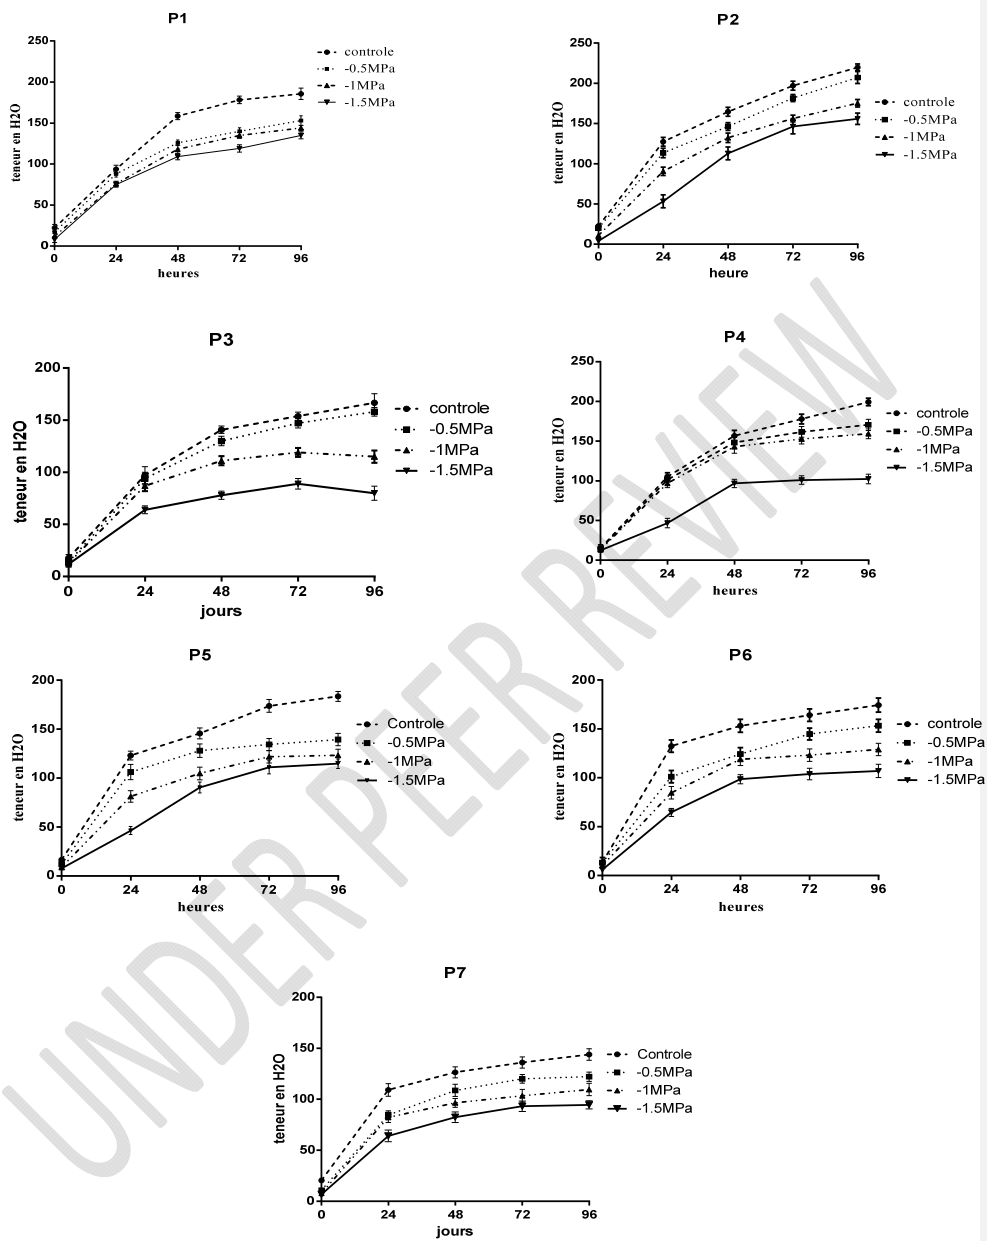 P1
250
200
150
100
50
0
teneur en H2O
0 24 48 72 96
heures
controle
-0.5MPa
-1MPa
-1.5MPa
P2
250
200
150
100
50
0
teneur en H2O
0 24 48 72 96
heure
controle
-0.5MPa
-1MPa
-1.5MPa
P3
200
150
100
50
0
teneur en H2O
0 24 48 72 96
jours
controle
-0.5MPa
-1MPa
-1.5MPa
P4
250
200
150
100
50
0
teneur en H2O
0 24 48 72 96
heures
controle
-0.5MPa
-1MPa
-1.5MPa
P5
200
150
100
50
0
teneur en H2O
0 24 48 72 96
heures
Controle
-0.5MPa
-1MPa
-1.5MPa
P6
200
150
100
50
0
teneur en H2O
0 24 48 72 96
heures
controle
-0.5MPa
-1MPa
-1.5MPa
P7
200
150
100
50
0
teneur en H2O
0 24 48 72 96
jours
Controle
-0.5MPa
-1MPa
-1.5MPa
UNDER PEER REVIEW